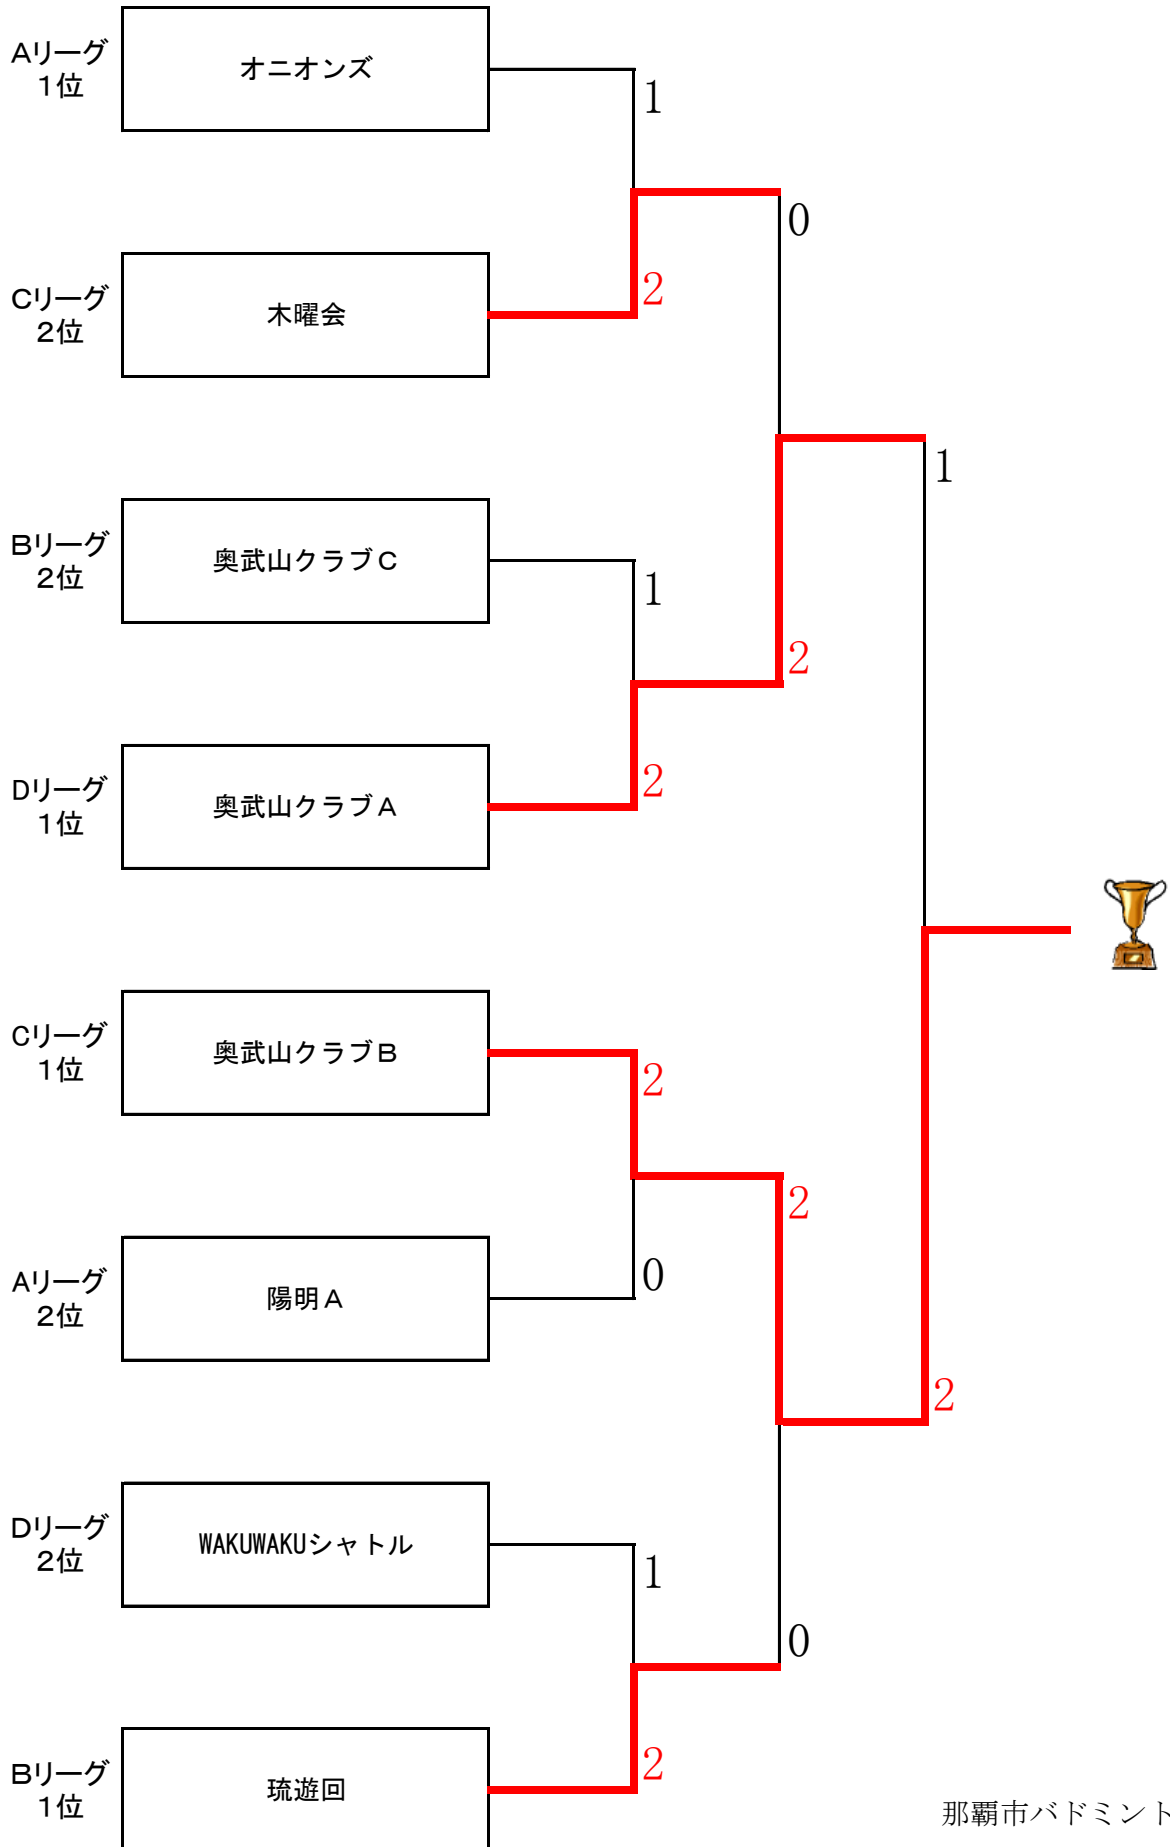 Aリーグ
1位
オニオンズ
1
0
Cリーグ
2位
木曜会
2
1
Bリーグ
2位
奥武山クラブC
1
2
Dリーグ
1位
奥武山クラブA
2
Cリーグ
1位
奥武山クラブB
2
2
Aリーグ
2位
陽明A
0
2
Dリーグ
2位
WAKUWAKUシャトル
1
0
Bリーグ
1位
琉遊回
2
那覇市バドミント